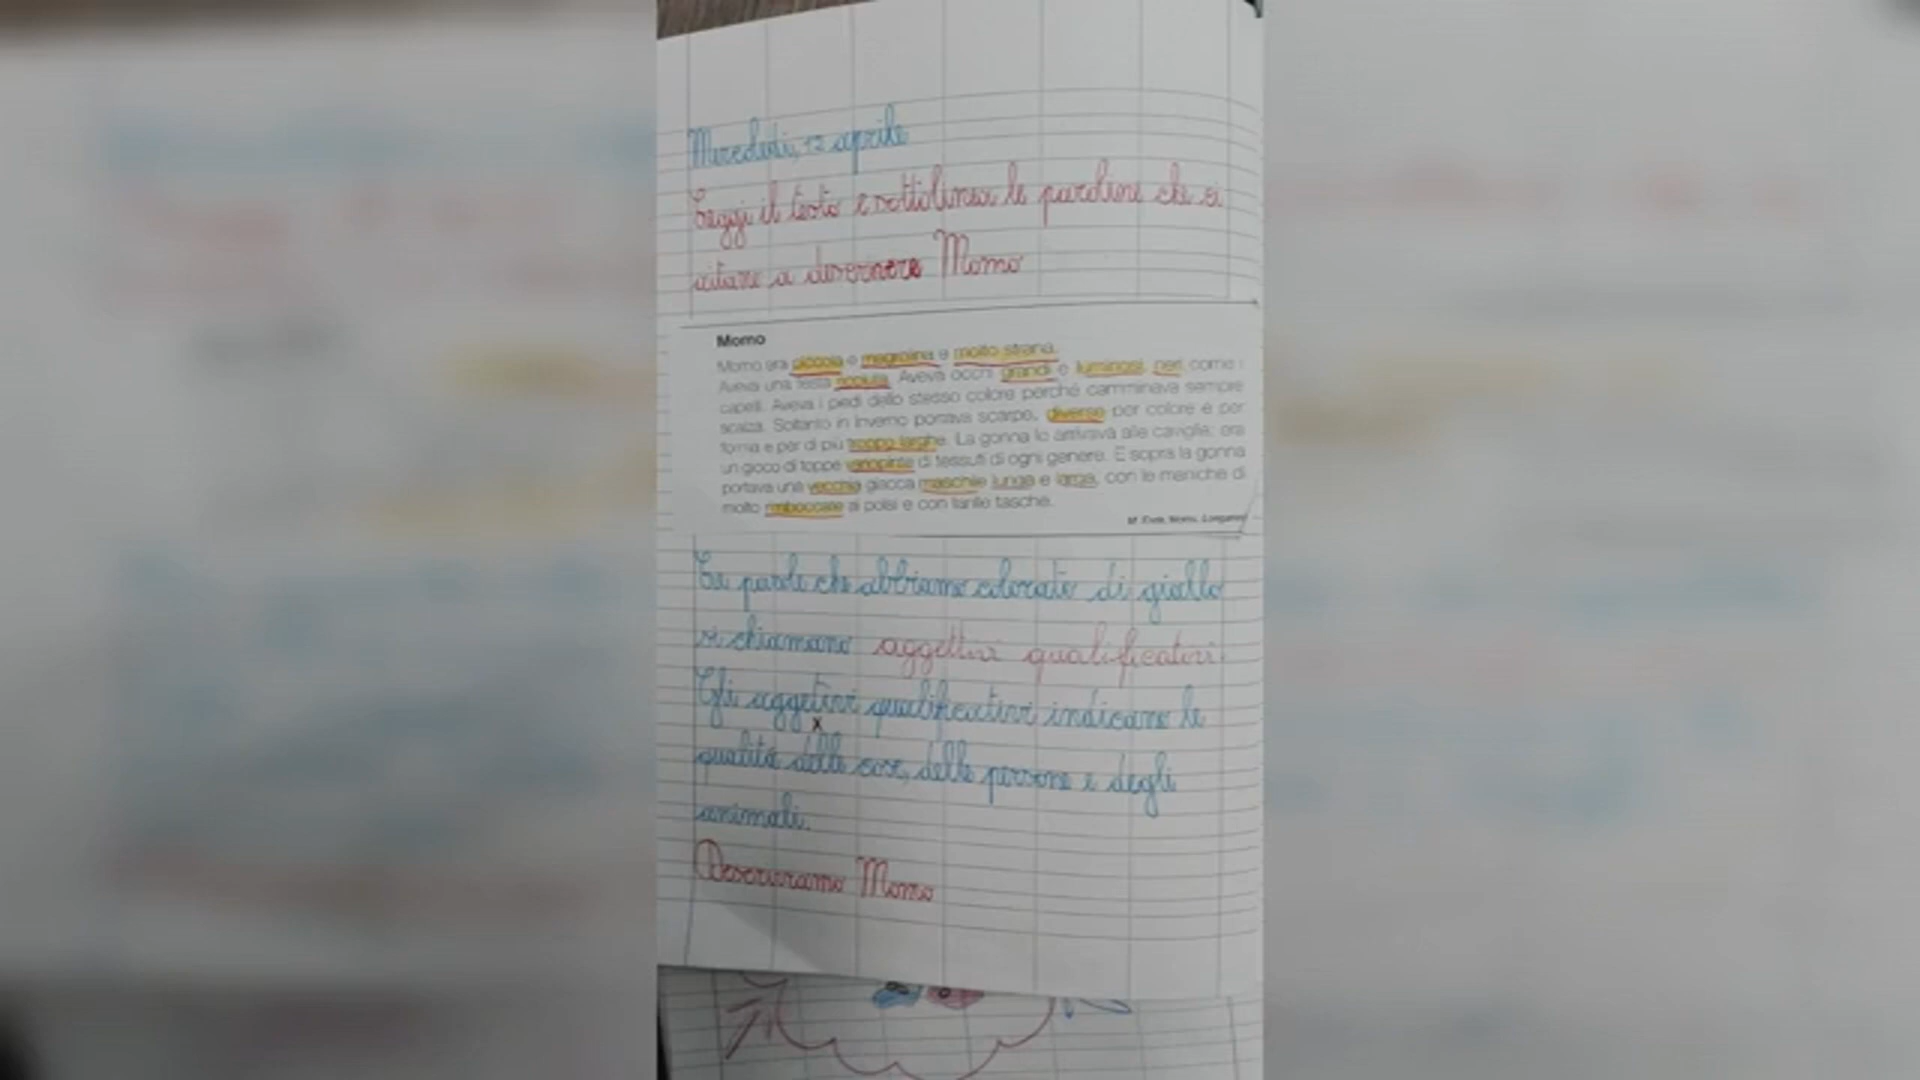 Mercoledì, 12 aprile
Leggi il testo e sottolinea le paroline che si
aitano a descrivere Momo
Momo
Momo era piccola e magrolina e molto strana.
Aveva una testa ricciuta. Aveva occhi grandi e luminosi, neri come i
capelli. Aveva i piedi dello stesso colore perché camminava sempre
scalza. Soltanto in inverno portava scarpe, diverse per colore e per
forma e per di più troppo larghe. La gonna le arrivava alle caviglie: era
un gioco di toppe variopinte di tessuti di ogni genere. E sopra la gonna
portava una vecchia giacca maschile lunga e larga, con le maniche di
molto rimboccate ai polsi e con tante tasche.
M. Ende, Momo, Longanesi
Le parole che abbiamo colorato di giallo
si chiamano aggettivi qualificativi.
Gli aggettivi qualificativi indicano le
x
qualità delle cose, delle persone e degli
animali.
Descriviamo Momo